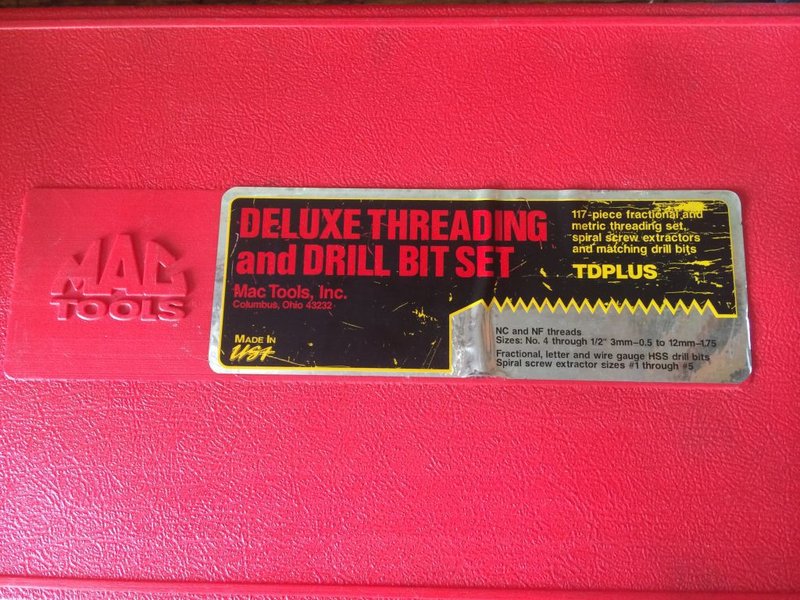 MAC
TOOLS
DELUXE THREADING
and DRILL BIT SET
Mac Tools, Inc.
Columbus, Ohio 43232
MADE IN
USA
117-piece fractional and
metric threading set,
spiral screw extractors
and matching drill bits
TDPLUS
NC and NF threads
Sizes: No. 4 through 1/2" 3mm–0.5 to 12mm–1.75
Fractional, letter and wire gauge HSS drill bits
Spiral screw extractor sizes #1 through #5